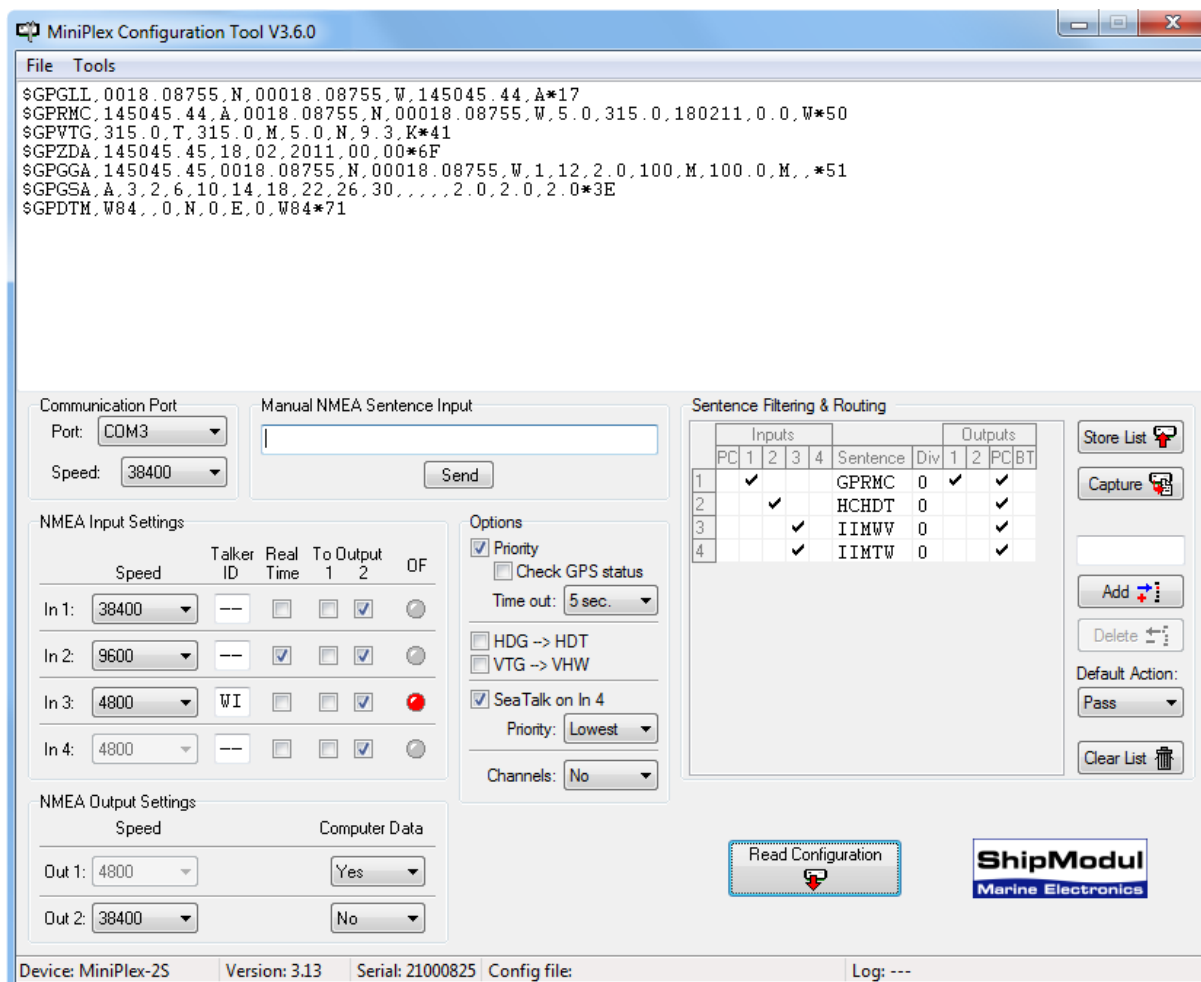 MiniPlex Configuration Tool V3.6.0
File Tools
$GPGLL,0018.08755,N,00018.08755,W,145045.44,A*17
$GPRMC,145045.44,A,0018.08755,N,00018.08755,W,5.0,315.0,180211,0.0,W*50
$GPVTG,315.0,T,315.0,M,5.0,N,9.3,K*41
$GPZDA,145045.45,18,02,2011,00,00*6F
$GPGGA,145045.45,0018.08755,N,00018.08755,W,1,12,2.0,100,M,100.0,M,,*51
$GPGSA,A,3,2,6,10,14,18,22,26,30,,,,,2.0,2.0,2.0*3E
$GPDTM,W84,,0,N,0,E,0,W84*71
Communication Port
Port: COM3
Speed: 38400
Manual NMEA Sentence Input
Send
NMEA Input Settings
Speed Talker ID Real Time To Output 1 2 OF
In 1: 38400 --
In 2: 9600 --
In 3: 4800 WI
In 4: 4800 --
NMEA Output Settings
Speed Computer Data
Out 1: 4800 Yes
Out 2: 38400 No
Options
Priority
Check GPS status
Time out: 5 sec.
HDG --> HDT
VTG --> VHW
SeaTalk on In 4
Priority: Lowest
Channels: No
Sentence Filtering & Routing
Inputs Outputs
PC 1 2 3 4 Sentence Div 1 2 PC BT
1 GPRMC 0
2 HCHDT 0
3 IIMWV 0
4 IIMTW 0
Store List
Capture
Add
Delete
Default Action:
Pass
Clear List
Read Configuration
ShipModul
Marine Electronics
Device: MiniPlex-2S Version: 3.13 Serial: 21000825 Config file: Log: ---